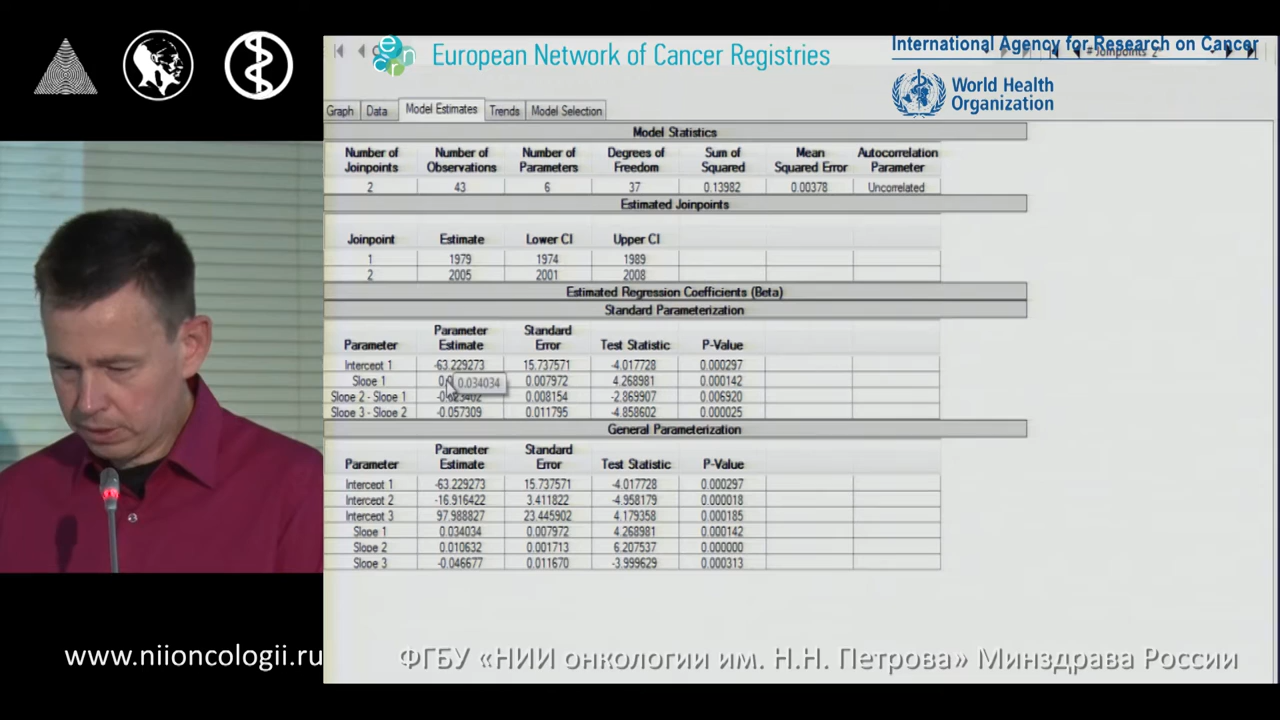 European Network of Cancer Registries
International Agency for Research on Cancer
World Health
Organization
Graph Data Model Estimates Trends Model Selection
Model Statistics
Number of Joinpoints Number of Observations Number of Parameters Degrees of Freedom Sum of Squared Mean Squared Error Autocorrelation Parameter
2 43 6 37 0.13982 0.00378 Uncorrelated
Estimated Joinpoints
Joinpoint Estimate Lower CI Upper CI
1 1979 1974 1989
2 2005 2001 2008
Estimated Regression Coefficients (Beta)
Standard Parameterization
Parameter Parameter Estimate Standard Error Test Statistic P-Value
Intercept 1 -63.229273 15.737571 -4.017728 0.000297
Slope 1 0.034034 0.007972 4.268981 0.000142
Slope 2 - Slope 1 0.008154 -2.869907 0.006920
Slope 3 - Slope 2 -0.057309 0.011795 -4.858602 0.000025
General Parameterization
Parameter Parameter Estimate Standard Error Test Statistic P-Value
Intercept 1 -63.229273 15.737571 -4.017728 0.000297
Intercept 2 -16.916422 3.411822 -4.958179 0.000018
Intercept 3 97.988827 23.445902 4.179358 0.000185
Slope 1 0.034034 0.007972 4.268981 0.000142
Slope 2 0.010632 0.001713 6.207537 0.000000
Slope 3 -0.046677 0.011670 -3.999629 0.000313
www.niioncologii.ru
ФГБУ «НИИ онкологии им. Н.Н. Петрова» Минздрава России